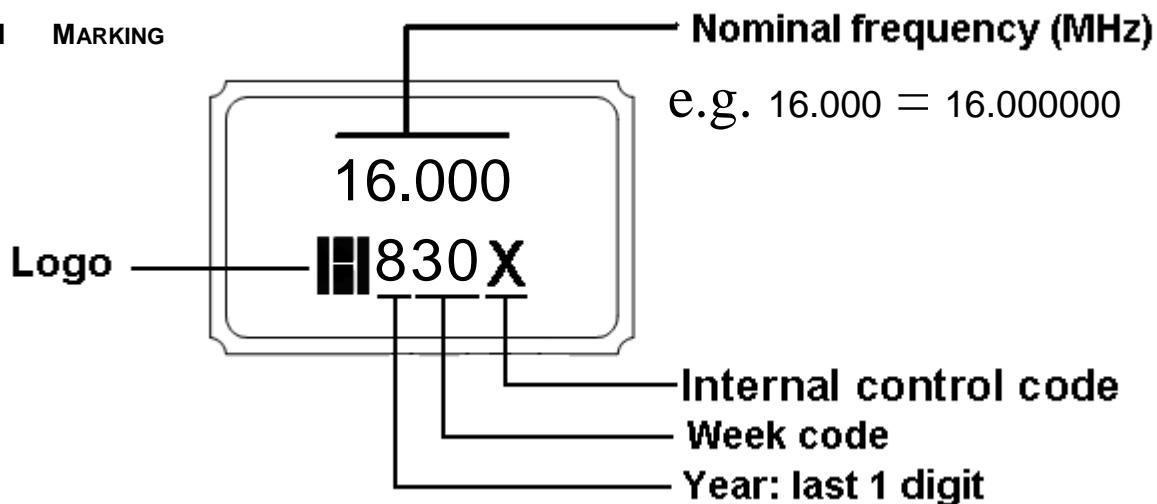 MARKING
Nominal frequency (MHz)
e.g. 16.000 = 16.000000
16.000
Logo
830X
Internal control code
Week code
Year: last 1 digit